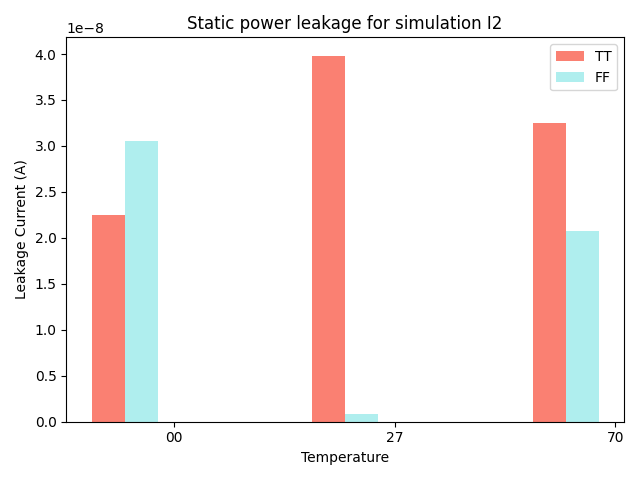 Static power leakage for simulation I2
1e−8
4.0
3.5
3.0
2.5
2.0
1.5
1.0
0.5
0.0
Leakage Current (A)
TT
FF
00 27 70
Temperature